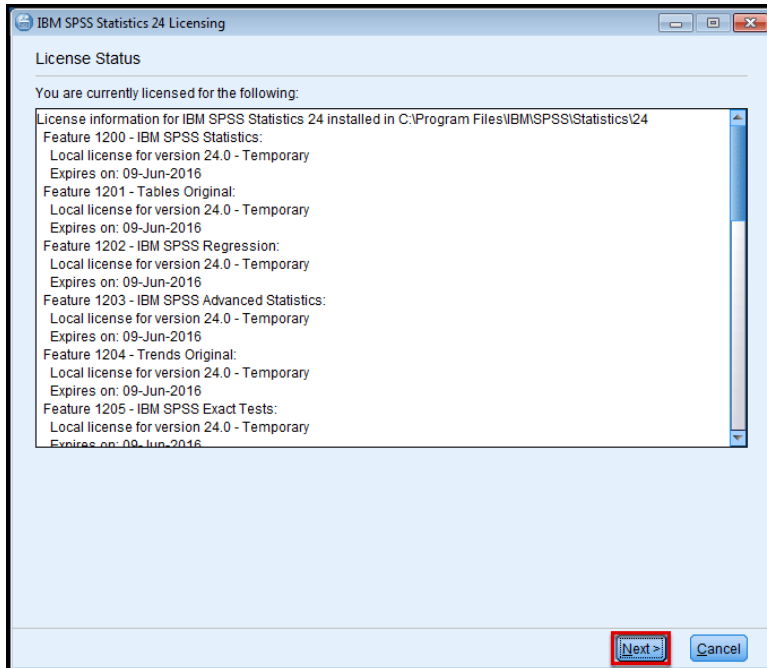 IBM SPSS Statistics 24 Licensing
License Status
You are currently licensed for the following:
License information for IBM SPSS Statistics 24 installed in C:\Program Files\IBM\SPSS\Statistics\24
Feature 1200 - IBM SPSS Statistics:
Local license for version 24.0 - Temporary
Expires on: 09-Jun-2016
Feature 1201 - Tables Original:
Local license for version 24.0 - Temporary
Expires on: 09-Jun-2016
Feature 1202 - IBM SPSS Regression:
Local license for version 24.0 - Temporary
Expires on: 09-Jun-2016
Feature 1203 - IBM SPSS Advanced Statistics:
Local license for version 24.0 - Temporary
Expires on: 09-Jun-2016
Feature 1204 - Trends Original:
Local license for version 24.0 - Temporary
Expires on: 09-Jun-2016
Feature 1205 - IBM SPSS Exact Tests:
Local license for version 24.0 - Temporary
Expires on: 09-Jun-2016
Next > Cancel